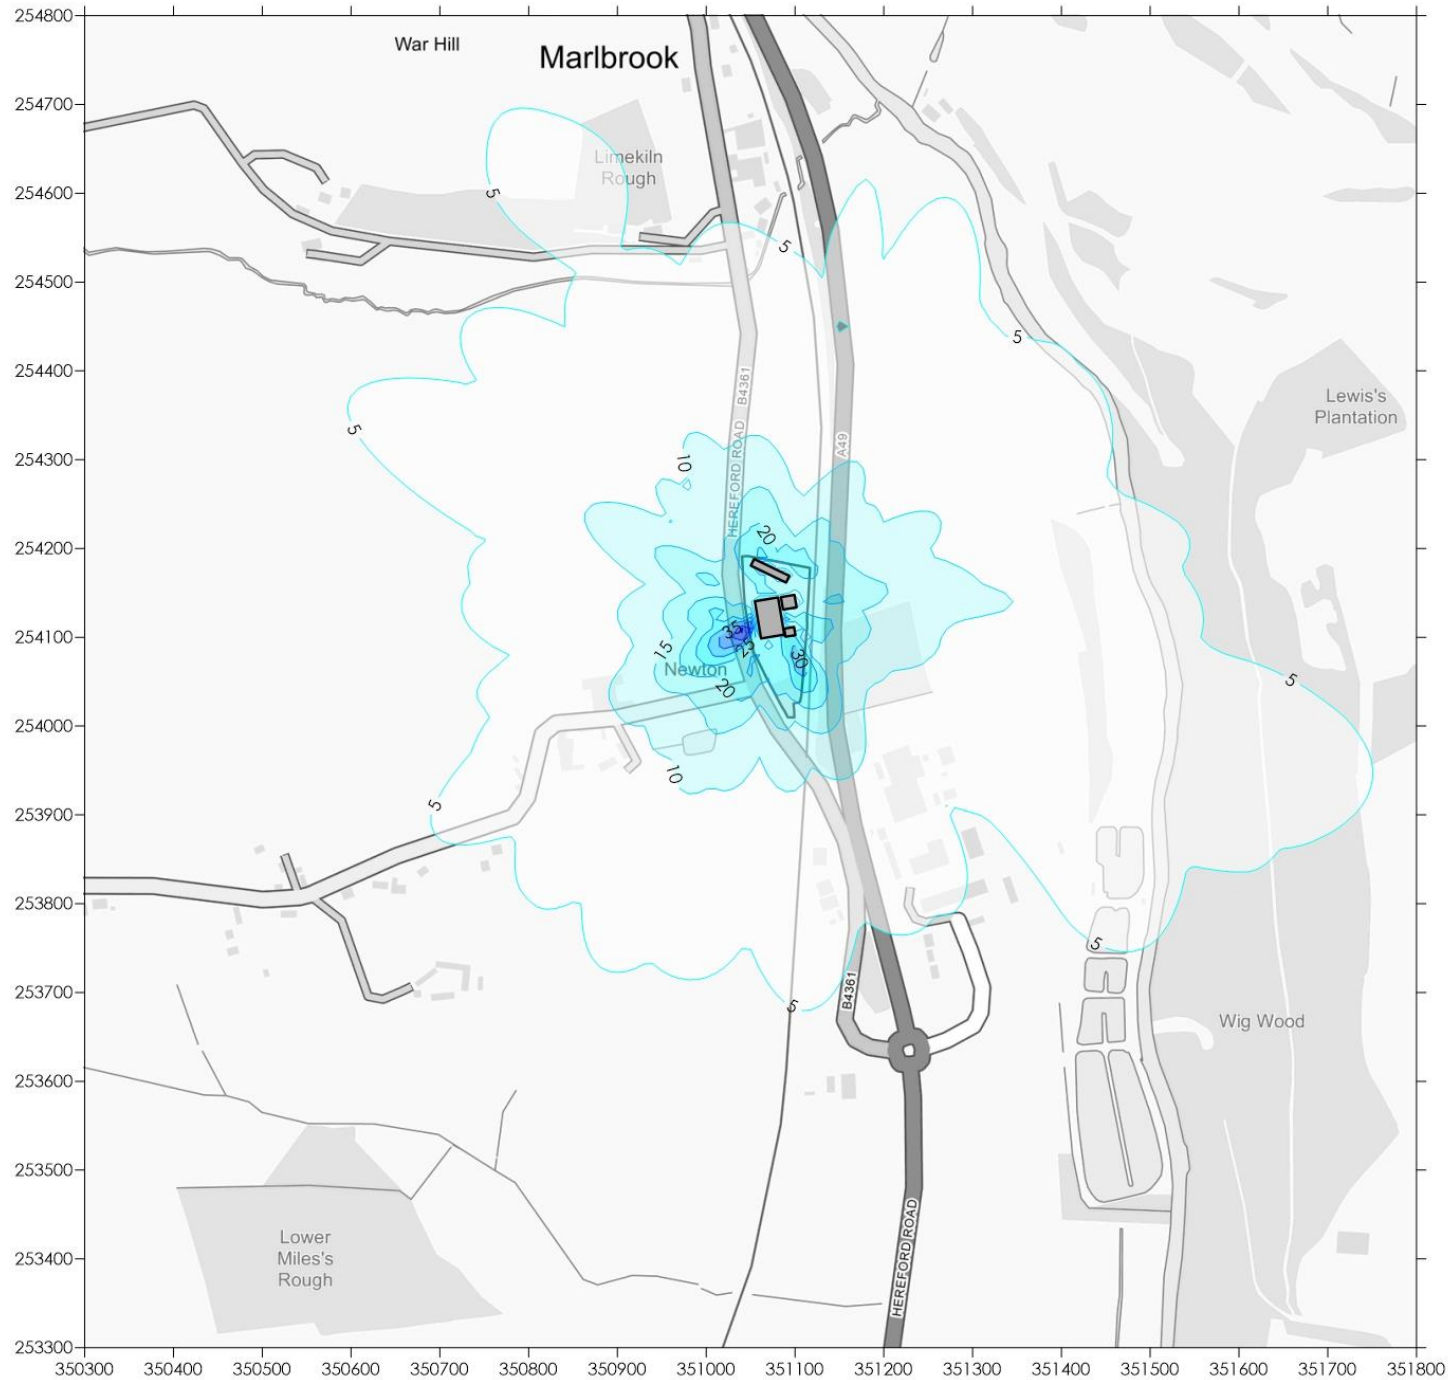 254800
War Hill
Marlbrook
254700
Limekiln
Rough
254600
5
5
254500
5
254400
B4361
Lewis's
Plantation
5
A49
HEREFORD ROAD
254300
10
254200
20
35
254100
25
15
30
Newton
20
5
254000
10
253900
5
253800
5
253700
B4361
5
Wig Wood
253600
253500
HEREFORD ROAD
Lower
Miles's
Rough
253400
253300
350300 350400 350500 350600 350700 350800 350900 351000 351100 351200 351300 351400 351500 351600 351700 351800